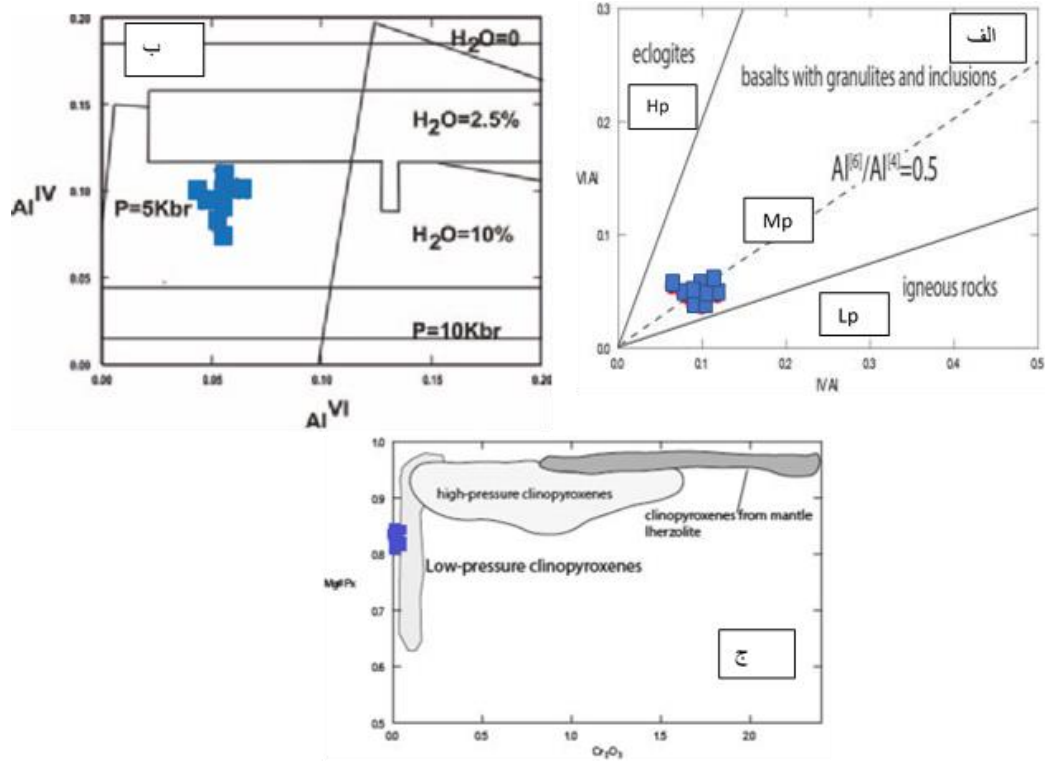 ب
0.20
0.15
0.10
0.05
0.00
Al^IV
H₂O=0
H₂O=2.5%
P=5Kbr
H₂O=10%
P=10Kbr
0.00 0.05 0.10 0.15 0.20
Al^VI
الف
0.3
0.2
0.1
0.0
VI Al
eclogites
Hp
basalts with granulites and inclusions
Al^[6]/Al^[4]=0.5
Mp
igneous rocks
Lp
0.0 0.1 0.2 0.3 0.4 0.5
IV Al
1.0
0.9
0.8
0.7
0.6
0.5
Mg# Px
high-pressure clinopyroxenes
clinopyroxenes from mantle
lherzolite
Low-pressure clinopyroxenes
ج
0.0 0.5 1.0 1.5 2.0
Cr₂O₃